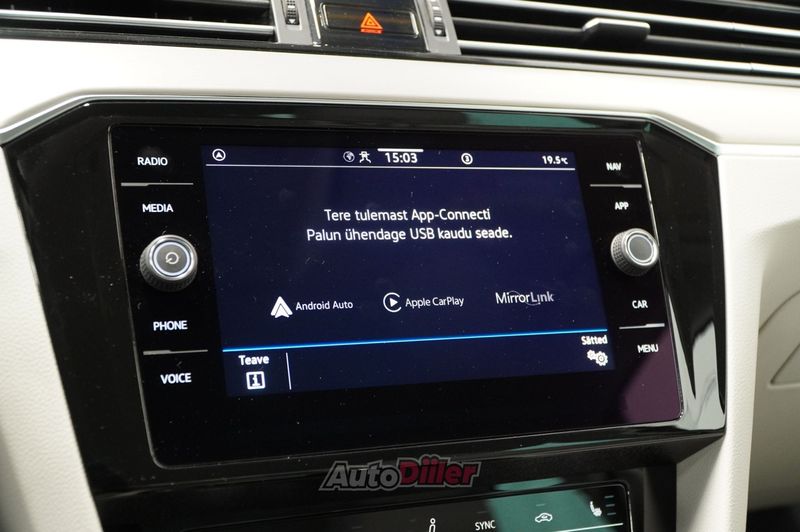 RADIO
MEDIA
PHONE
VOICE
15:03
3
19.5°C
Tere tulemast App-Connecti
Palun ühendage USB kaudu seade.
Android Auto
Apple CarPlay
MirrorLink
Teave
Sätted
NAV
APP
CAR
MENU
AutoDiiler
SYNC